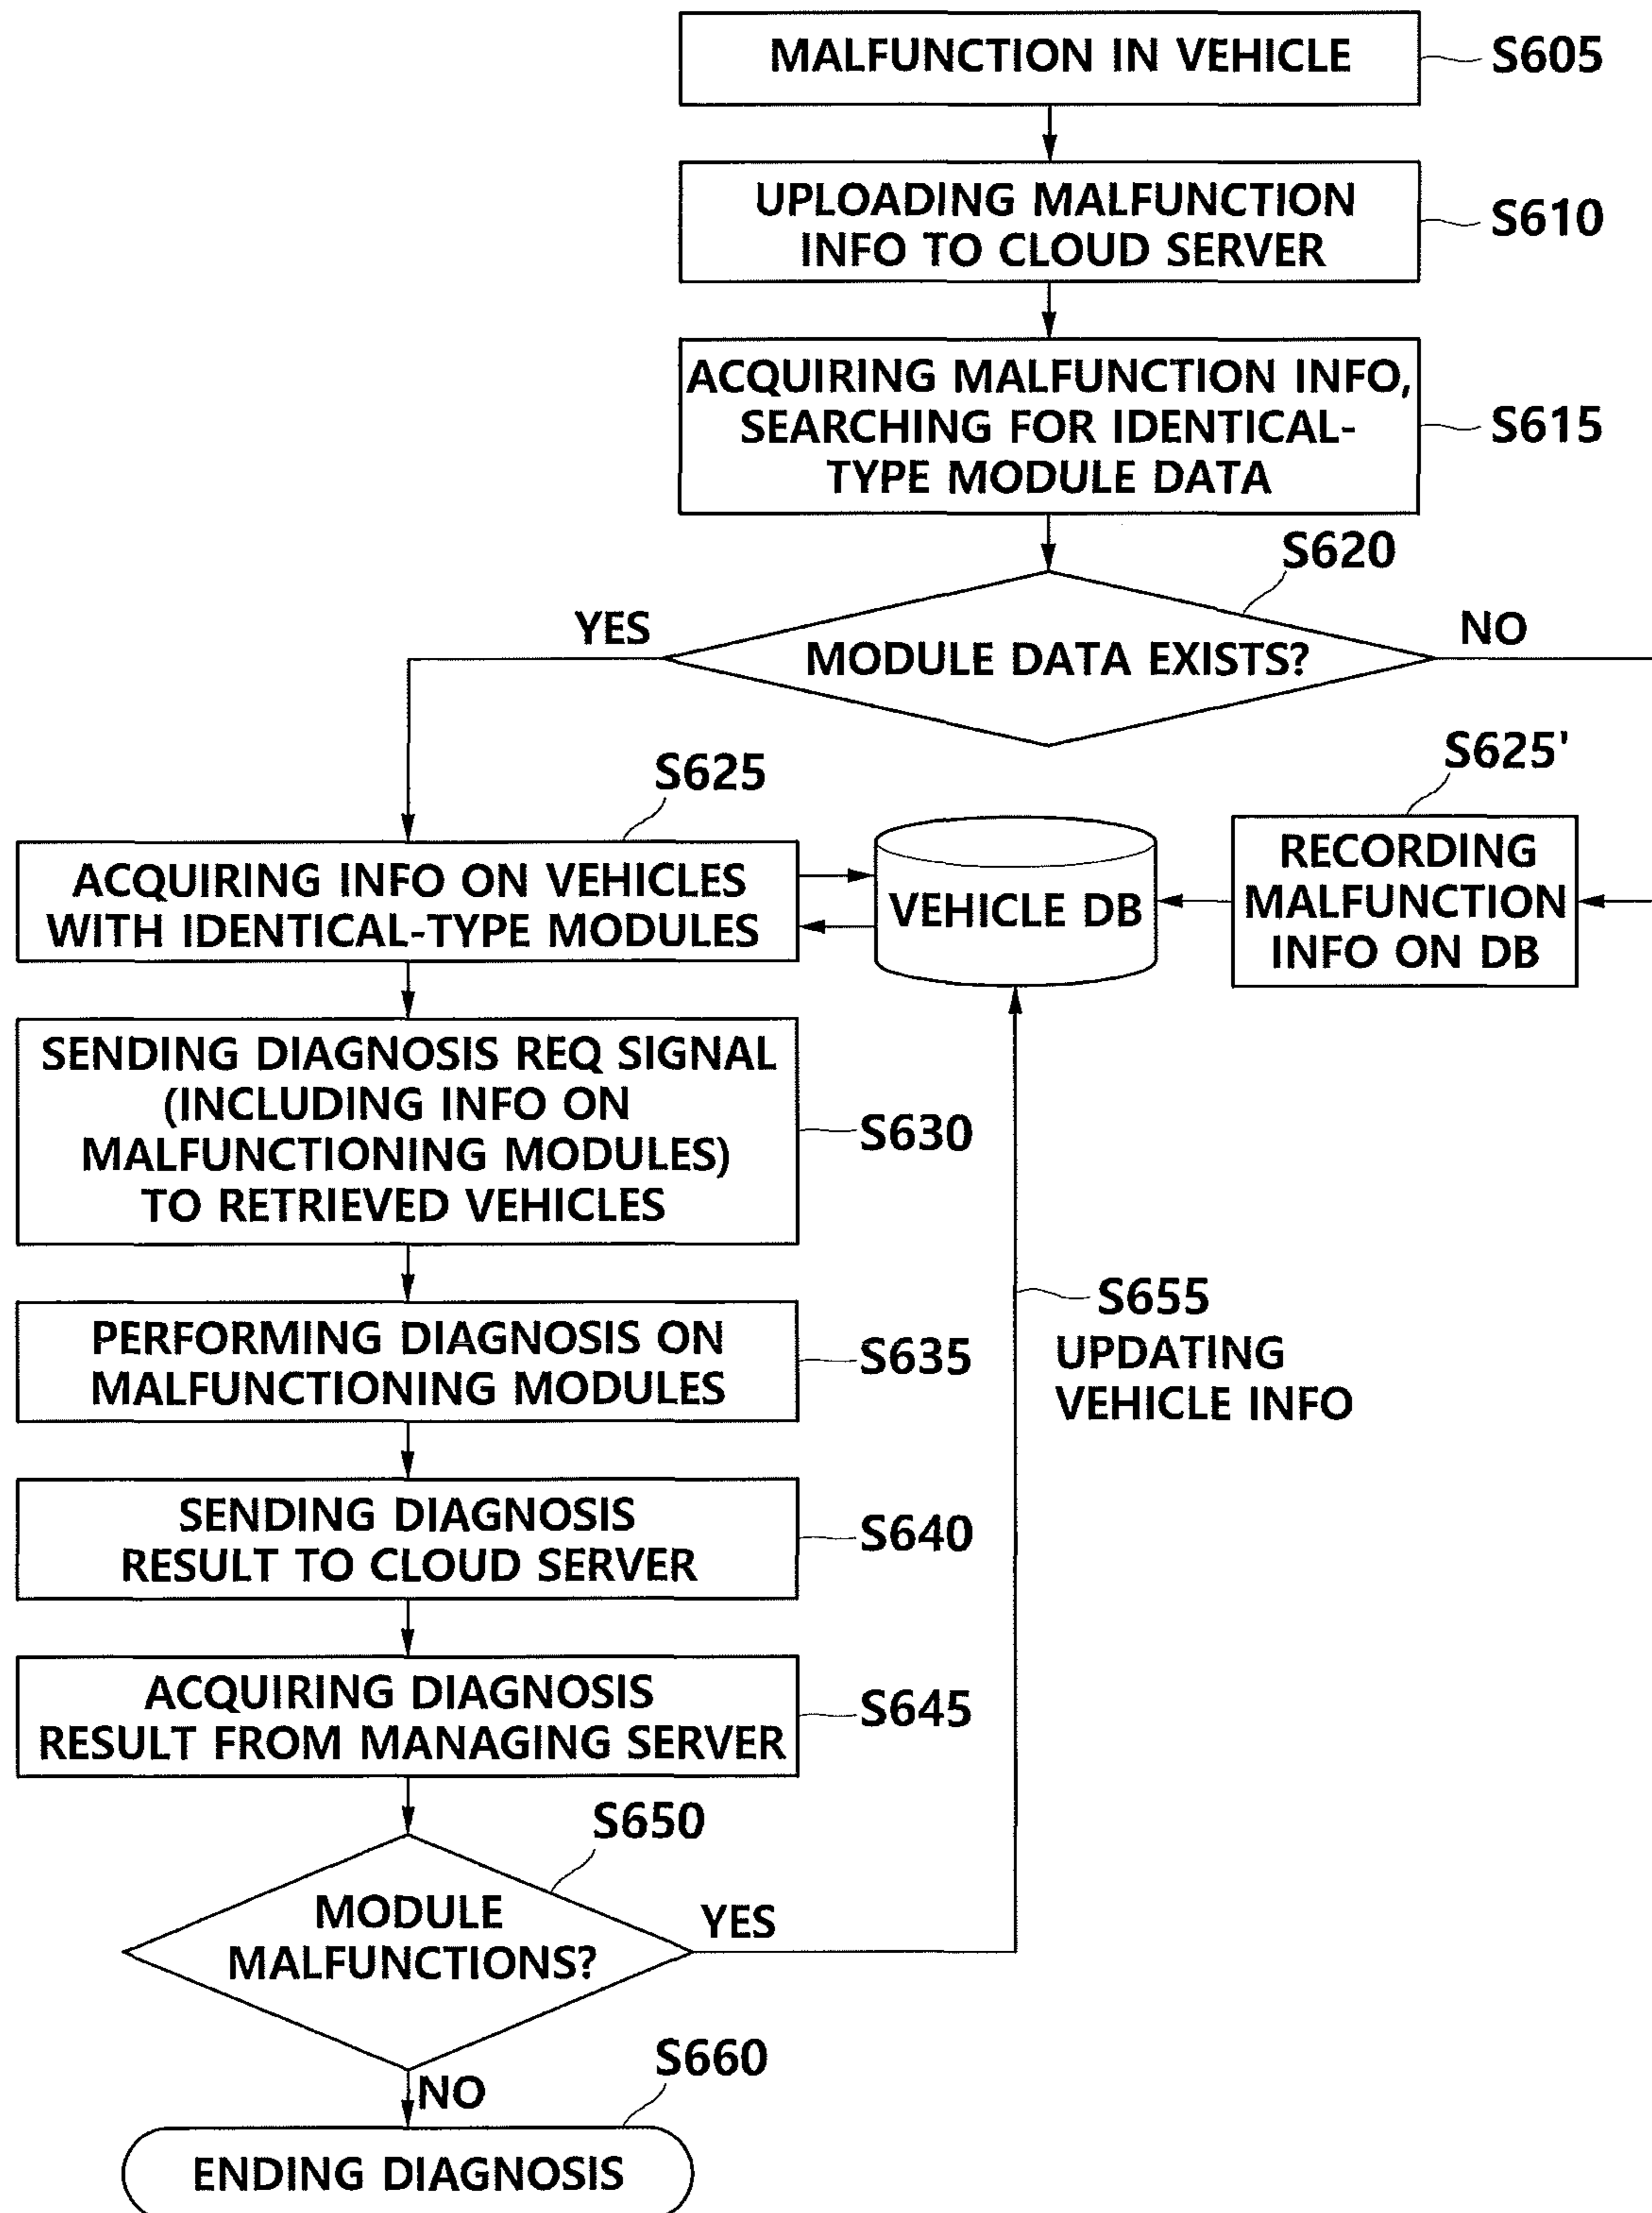 MALFUNCTION IN VEHICLE
S605
UPLOADING MALFUNCTION
INFO TO CLOUD SERVER
S610
ACQUIRING MALFUNCTION INFO,
SEARCHING FOR IDENTICAL-
TYPE MODULE DATA
S615
S620
YES
MODULE DATA EXISTS?
NO
S625
ACQUIRING INFO ON VEHICLES
WITH IDENTICAL-TYPE MODULES
VEHICLE DB
S625'
RECORDING
MALFUNCTION
INFO ON DB
SENDING DIAGNOSIS REQ SIGNAL
(INCLUDING INFO ON
MALFUNCTIONING MODULES)
TO RETRIEVED VEHICLES
S630
PERFORMING DIAGNOSIS ON
MALFUNCTIONING MODULES
S635
S655
UPDATING
VEHICLE INFO
SENDING DIAGNOSIS
RESULT TO CLOUD SERVER
S640
ACQUIRING DIAGNOSIS
RESULT FROM MANAGING SERVER
S645
S650
MODULE
MALFUNCTIONS?
YES
NO
S660
ENDING DIAGNOSIS